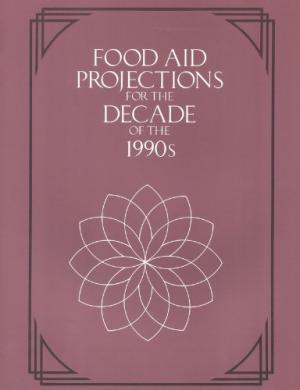 FOOD AID
PROJECTIONS
FOR THE
DECADE
OF THE
1990s